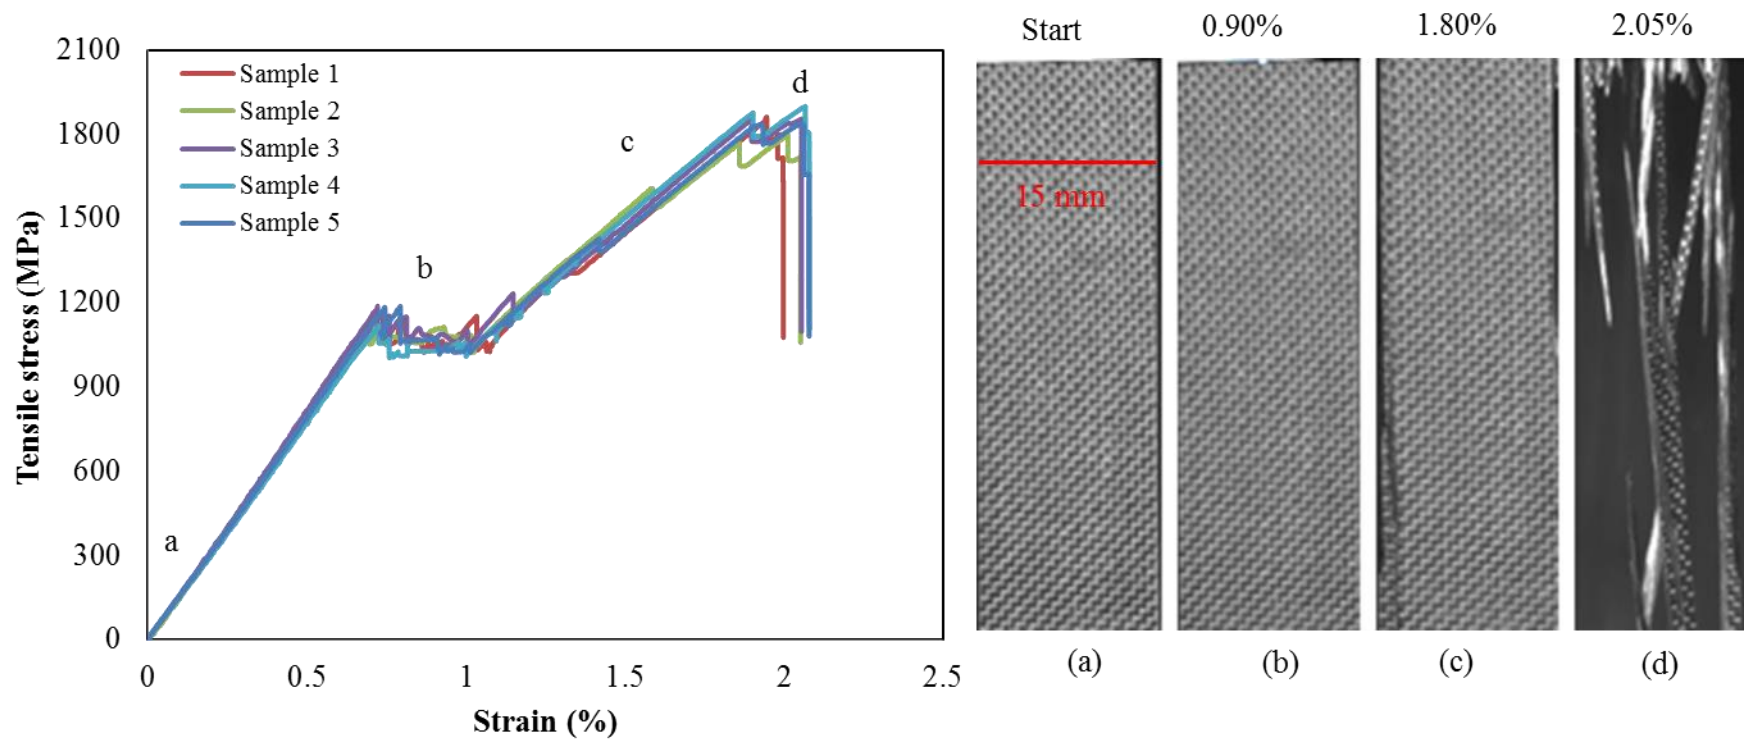 2100
1800
1500
1200
900
600
300
0
Tensile stress (MPa)
Sample 1
Sample 2
Sample 3
Sample 4
Sample 5
a
b
c
d
0 0.5 1 1.5 2 2.5
Strain (%)
Start 0.90% 1.80% 2.05%
15 mm
(a) (b) (c) (d)